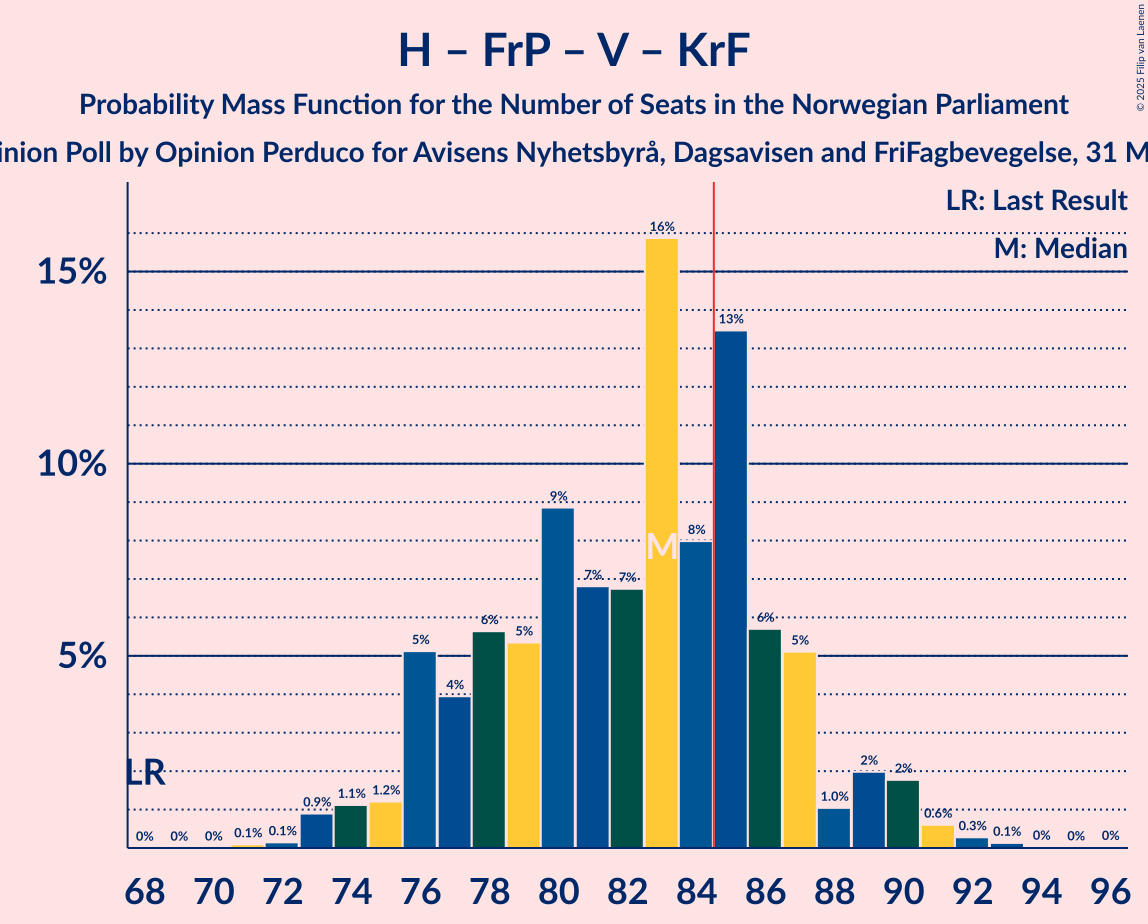 H – FrP – V – KrF
Probability Mass Function for the Number of Seats in the Norwegian Parliament
Poll by Opinion Perduco for Avisens Nyhetsbyrå, Dagsavisen and FriFagbevegelse, 31
© 2025 Filip van Laenen
LR: Last Result
M: Median
15%
10%
5%
LR
M
0% 0% 0% 0.1% 0.1% 0.9% 1.1% 1.2% 5% 4% 6% 5% 9% 7% 7% 16% 8% 13% 6% 5% 1.0% 2% 2% 0.6% 0.3% 0.1% 0% 0% 0%
68 70 72 74 76 78 80 82 84 86 88 90 92 94 96